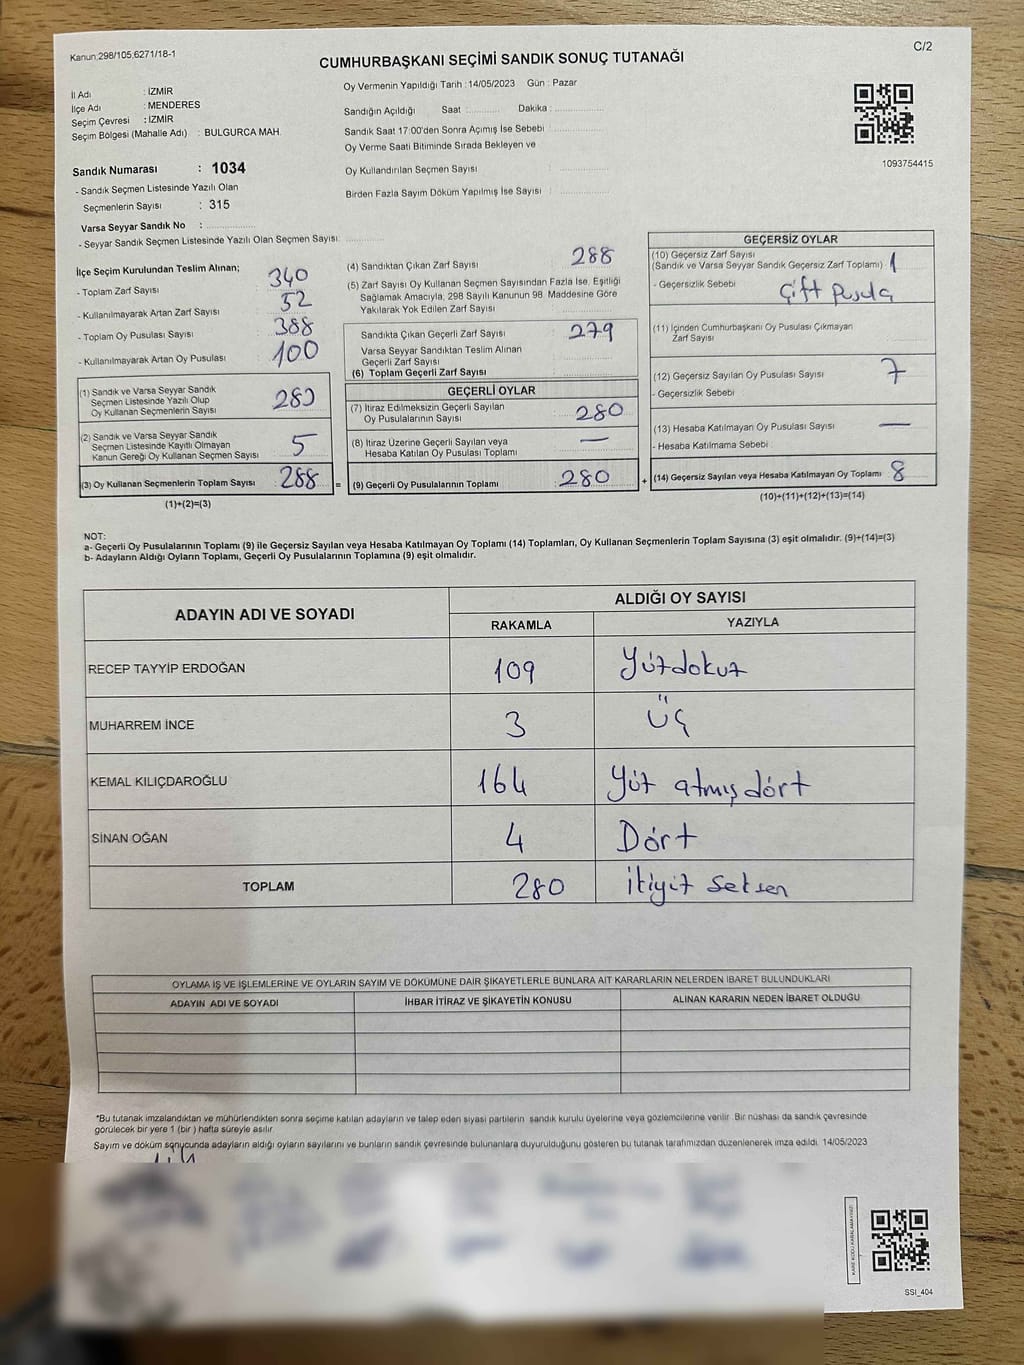 Kanun:298/105,6271/18-1
C/2
CUMHURBAŞKANI SEÇİMİ SANDIK SONUÇ TUTANAĞI
İl Adı : İZMİR
İlçe Adı : MENDERES
Seçim Çevresi : İZMİR
Seçim Bölgesi (Mahalle Adı) : BULGURCA MAH.
Sandık Numarası : 1034
- Sandık Seçmen Listesinde Yazılı Olan
Seçmenlerin Sayısı : 315
Varsa Seyyar Sandık No :
- Seyyar Sandık Seçmen Listesinde Yazılı Olan Seçmen Sayısı:
Oy Vermenin Yapıldığı Tarih : 14/05/2023 Gün : Pazar
Sandığın Açıldığı Saat : Dakika :
Sandık Saat 17:00'den Sonra Açımış İse Sebebi :
Oy Verme Saati Bitiminde Sırada Bekleyen ve
Oy Kullandırılan Seçmen Sayısı :
Birden Fazla Sayım Döküm Yapılmış İse Sayısı :
1093754415
İlçe Seçim Kurulundan Teslim Alınan;
- Toplam Zarf Sayısı 340
- Kullanılmayarak Artan Zarf Sayısı 52
- Toplam Oy Pusulası Sayısı 388
- Kullanılmayarak Artan Oy Pusulası 100
(1) Sandık ve Varsa Seyyar Sandık
Seçmen Listesinde Yazılı Olup
Oy Kullanan Seçmenlerin Sayısı
(2) Sandık ve Varsa Seyyar Sandık
Seçmen Listesinde Kayıtlı Olmayan
Kanun Gereği Oy Kullanan Seçmen Sayısı 5
(3) Oy Kullanan Seçmenlerin Toplam Sayısı 288 =
(1)+(2)=(3)
(4) Sandıktan Çıkan Zarf Sayısı 288
(5) Zarf Sayısı Oy Kullanan Seçmen Sayısından Fazla İse, Eşitliği
Sağlamak Amacıyla, 298 Sayılı Kanunun 98. Maddesine Göre
Yakılarak Yok Edilen Zarf Sayısı
Sandıkta Çıkan Geçerli Zarf Sayısı 279
Varsa Seyyar Sandıktan Teslim Alınan
Geçerli Zarf Sayısı
(6) Toplam Geçerli Zarf Sayısı
GEÇERLİ OYLAR
(7) İtiraz Edilmeksizin Geçerli Sayılan
Oy Pusulalarının Sayısı 280
(8) İtiraz Üzerine Geçerli Sayılan veya
Hesaba Katılan Oy Pusulası Toplamı —
(9) Geçerli Oy Pusulalarının Toplamı 280 +
GEÇERSİZ OYLAR
(10) Geçersiz Zarf Sayısı
(Sandık ve Varsa Seyyar Sandık Geçersiz Zarf Toplamı) 1
- Geçersizlik Sebebi Çift Pusula
(11) İçinden Cumhurbaşkanı Oy Pusulası Çıkmayan
Zarf Sayısı
(12) Geçersiz Sayılan Oy Pusulası Sayısı 7
- Geçersizlik Sebebi
(13) Hesaba Katılmayan Oy Pusulası Sayısı —
- Hesaba Katılmama Sebebi :
(14) Geçersiz Sayılan veya Hesaba Katılmayan Oy Toplamı 8
(10)+(11)+(12)+(13)=(14)
NOT:
a- Geçerli Oy Pusulalarının Toplamı (9) ile Geçersiz Sayılan veya Hesaba Katılmayan Oy Toplamı (14) Toplamları, Oy Kullanan Seçmenlerin Toplam Sayısına (3) eşit olmalıdır. (9)+(14)=(3)
b- Adayların Aldığı Oyların Toplamı, Geçerli Oy Pusulalarının Toplamına (9) eşit olmalıdır.
ADAYIN ADI VE SOYADI
ALDIĞI OY SAYISI
RAKAMLA YAZIYLA
RECEP TAYYİP ERDOĞAN 109 Yüzdokuz
MUHARREM İNCE 3 Üç
KEMAL KILIÇDAROĞLU 164 Yüz atmış dört
SİNAN OĞAN 4 Dört
TOPLAM 280 İkiyüz Seksen
OYLAMA İŞ VE İŞLEMLERİNE VE OYLARIN SAYIM VE DÖKÜMÜNE DAİR ŞİKAYETLERLE BUNLARA AİT KARARLARIN NELERDEN İBARET BULUNDUKLARI
ADAYIN ADI VE SOYADI İHBAR İTİRAZ VE ŞİKAYETİN KONUSU ALINAN KARARIN NEDEN İBARET OLDUĞU
*Bu tutanak imzalandıktan ve mühürlendikten sonra seçime katılan adayların ve talep eden siyasi partilerin sandık kurulu üyelerine veya gözlemcilerine verilir. Bir nüshası da sandık çevresinde
görülecek bir yere 1 (bir) hafta süreyle asılır.
Sayım ve döküm sonucunda adayların aldığı oyların sayılarını ve bunların sandık çevresinde bulunanlara duyurulduğunu gösteren bu tutanak tarafımızdan düzenlenerek imza edildi. 14/05/2023
KARE KODU KARALAMAYINIZ!
SSI_404